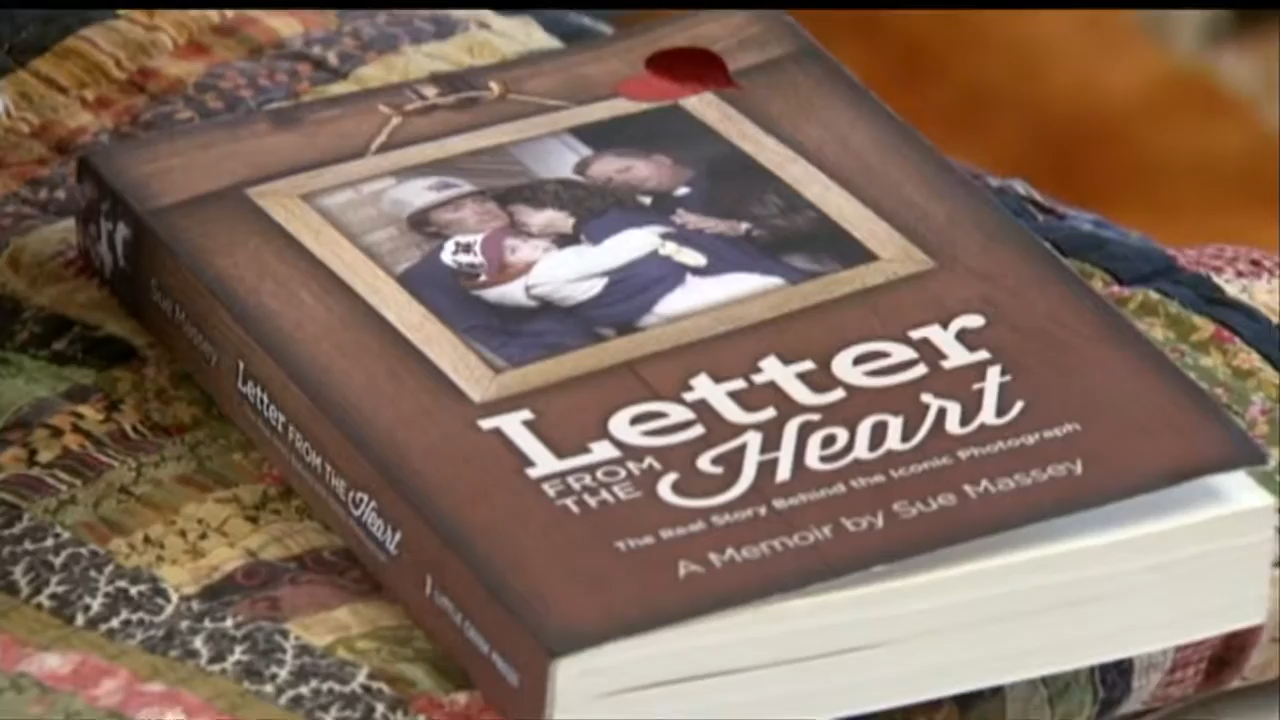 Letter
FROM
THE Heart
The Real Story Behind the Iconic Photograph
A Memoir by Sue Massey
Sue Massey
Letter FROM THE Heart